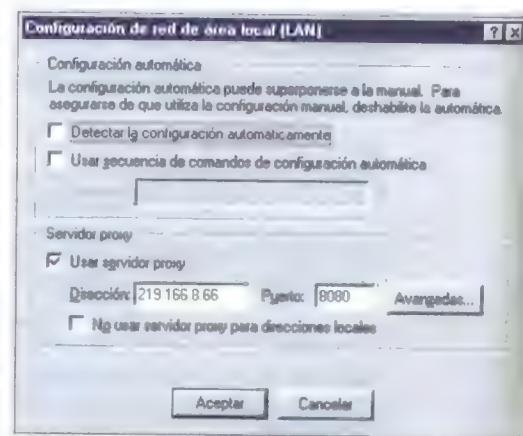 Configuración de red de área local (LAN)
Configuración automática
La configuración automática puede superponerse a la manual. Para
asegurarse de que utiliza la configuración manual, deshabilite la automática.
Detectar la configuración automáticamente
Usar secuencia de comandos de configuración automática
Servidor proxy
Usar servidor proxy
Dirección: 219 166 8 66 Puerto: 8080 Avanzadas...
No usar servidor proxy para direcciones locales
Aceptar Cancelar